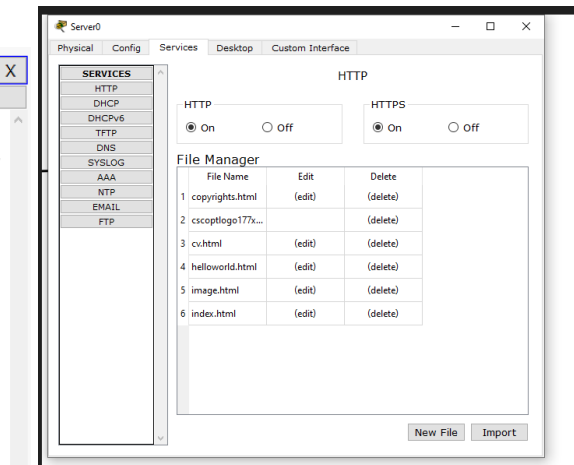 Server0
X
Physical Config Services Desktop Custom Interface
SERVICES
HTTP
DHCP
DHCPv6
TFTP
DNS
SYSLOG
AAA
NTP
EMAIL
FTP
HTTP
HTTP
On Off
HTTPS
On Off
File Manager
File Name Edit Delete
1 copyrights.html (edit) (delete)
2 cscoptlogo177x... (delete)
3 cv.html (edit) (delete)
4 helloworld.html (edit) (delete)
5 image.html (edit) (delete)
6 index.html (edit) (delete)
New File Import